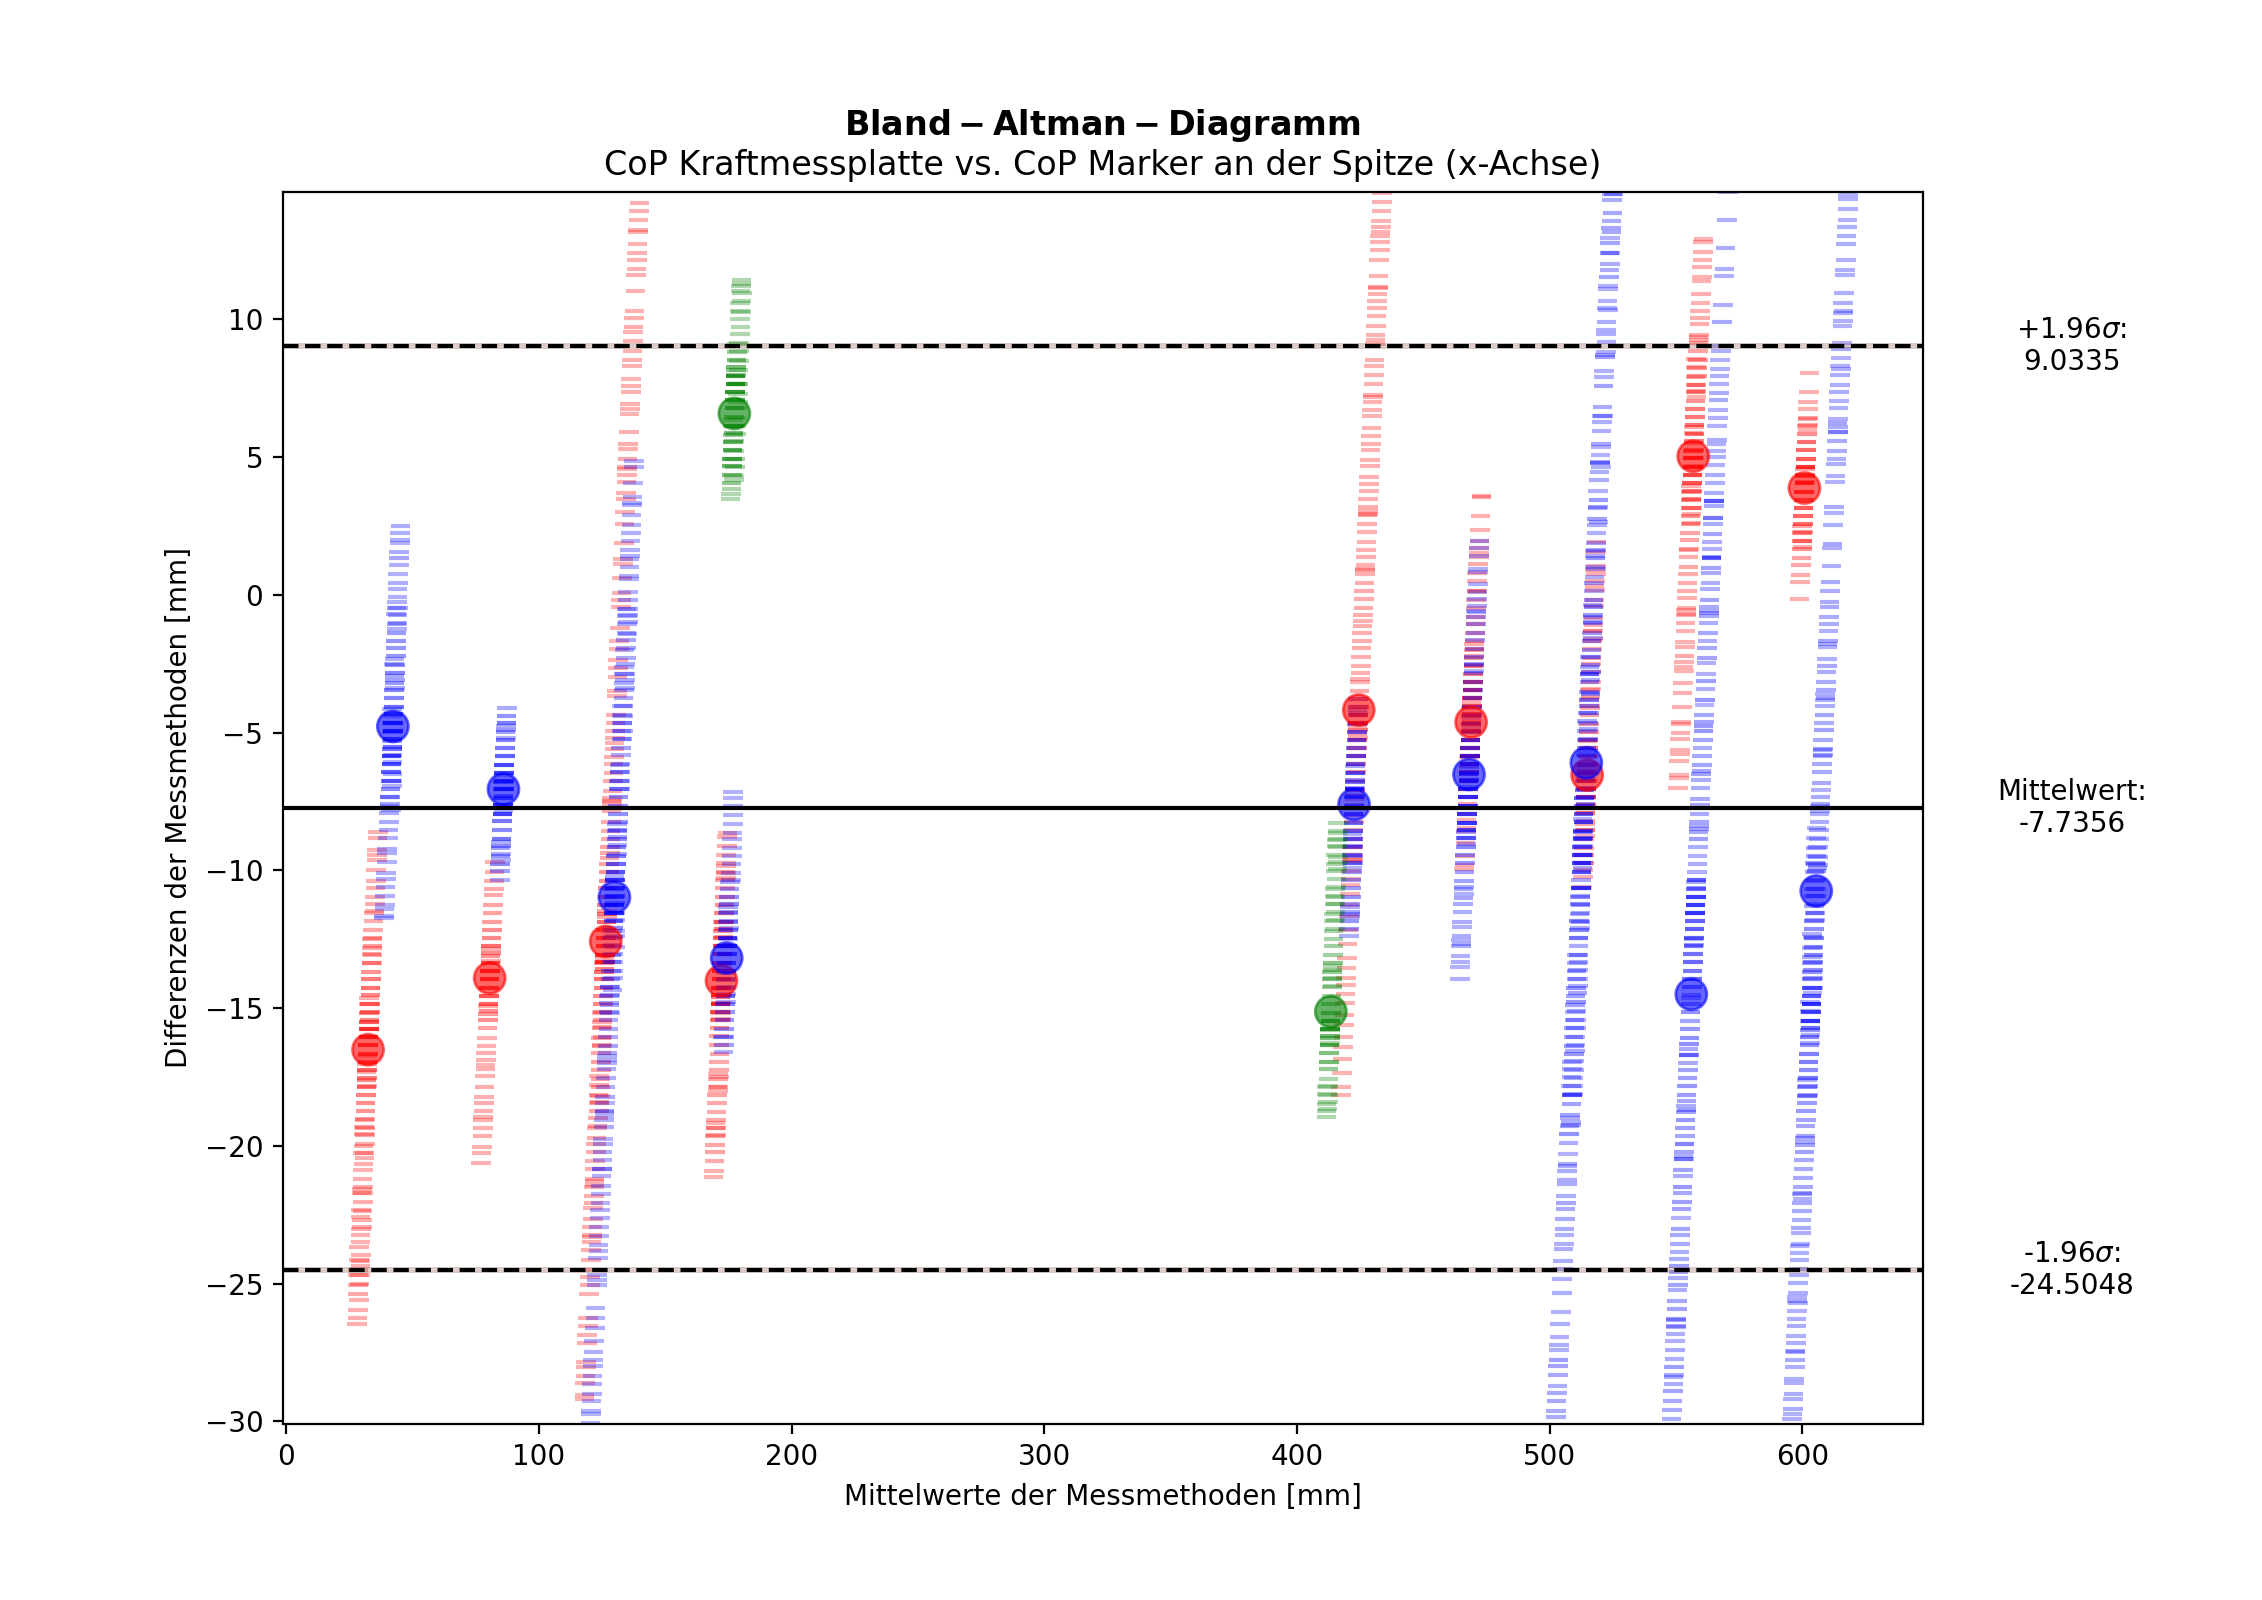 Bland – Altman – Diagramm
CoP Kraftmessplatte vs. CoP Marker an der Spitze (x-Achse)
Differenzen der Messmethoden [mm]
10
5
0
−5
−10
−15
−20
−25
−30
+1.96σ:
9.0335
Mittelwert:
-7.7356
-1.96σ:
-24.5048
0 100 200 300 400 500 600
Mittelwerte der Messmethoden [mm]